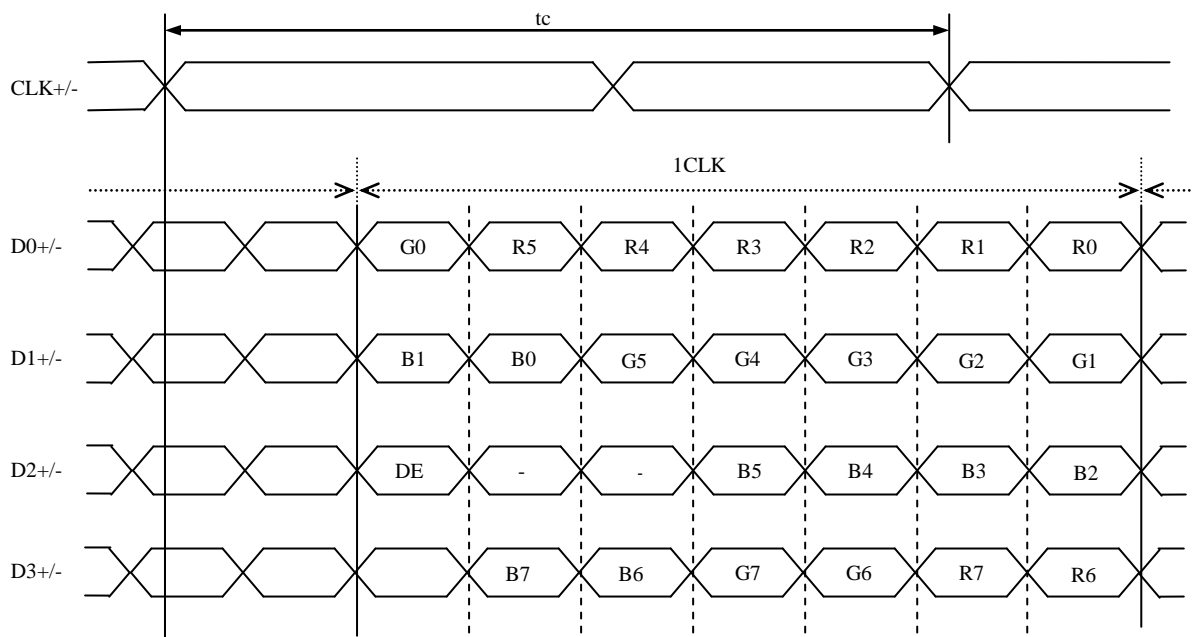 tc
CLK+/-
1CLK
D0+/- G0 R5 R4 R3 R2 R1 R0
D1+/- B1 B0 G5 G4 G3 G2 G1
D2+/- DE - - B5 B4 B3 B2
D3+/- B7 B6 G7 G6 R7 R6